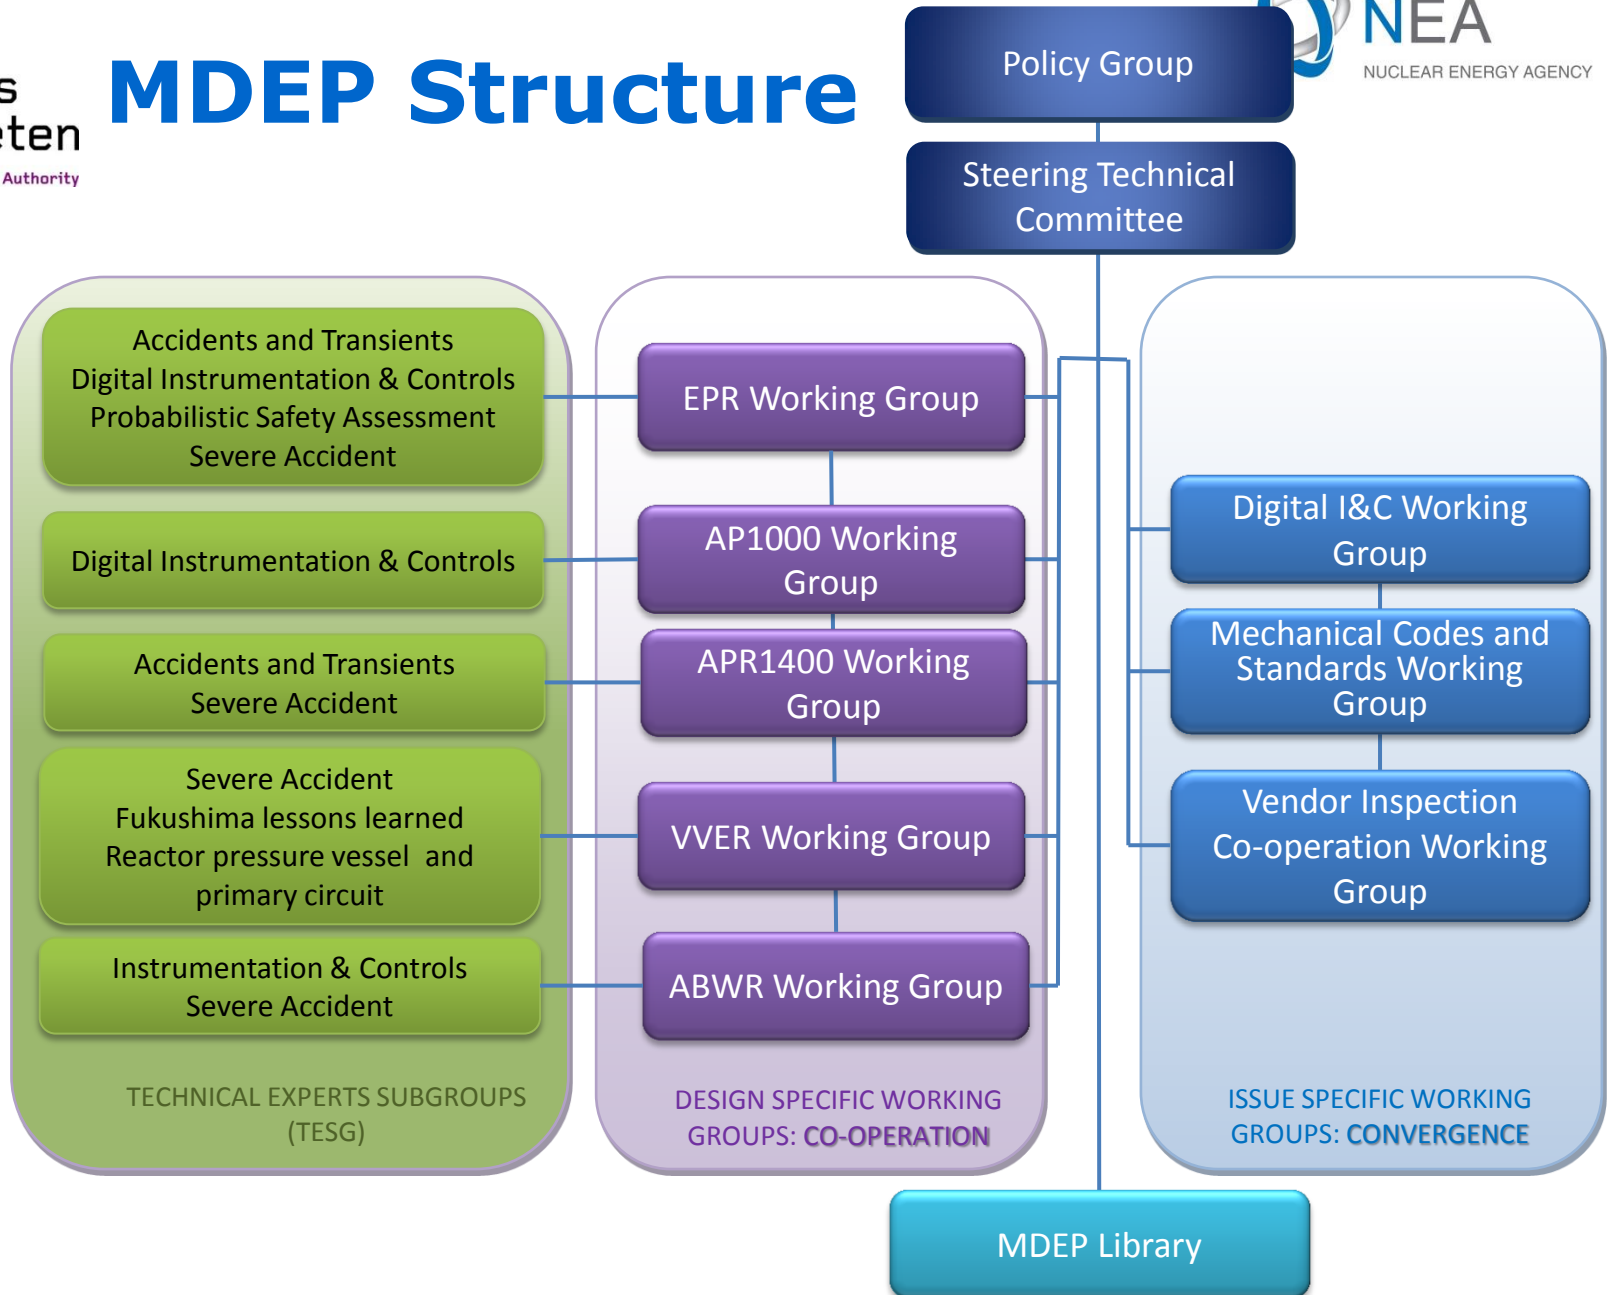 MDEP Structure
Authority
NEA
NUCLEAR ENERGY AGENCY
Policy Group
Steering Technical
Committee
Accidents and Transients
Digital Instrumentation & Controls
Probabilistic Safety Assessment
Severe Accident
Digital Instrumentation & Controls
Accidents and Transients
Severe Accident
Severe Accident
Fukushima lessons learned
Reactor pressure vessel and
primary circuit
Instrumentation & Controls
Severe Accident
TECHNICAL EXPERTS SUBGROUPS
(TESG)
EPR Working Group
AP1000 Working
Group
APR1400 Working
Group
VVER Working Group
ABWR Working Group
DESIGN SPECIFIC WORKING
GROUPS: CO-OPERATION
Digital I&C Working
Group
Mechanical Codes and
Standards Working
Group
Vendor Inspection
Co-operation Working
Group
ISSUE SPECIFIC WORKING
GROUPS: CONVERGENCE
MDEP Library